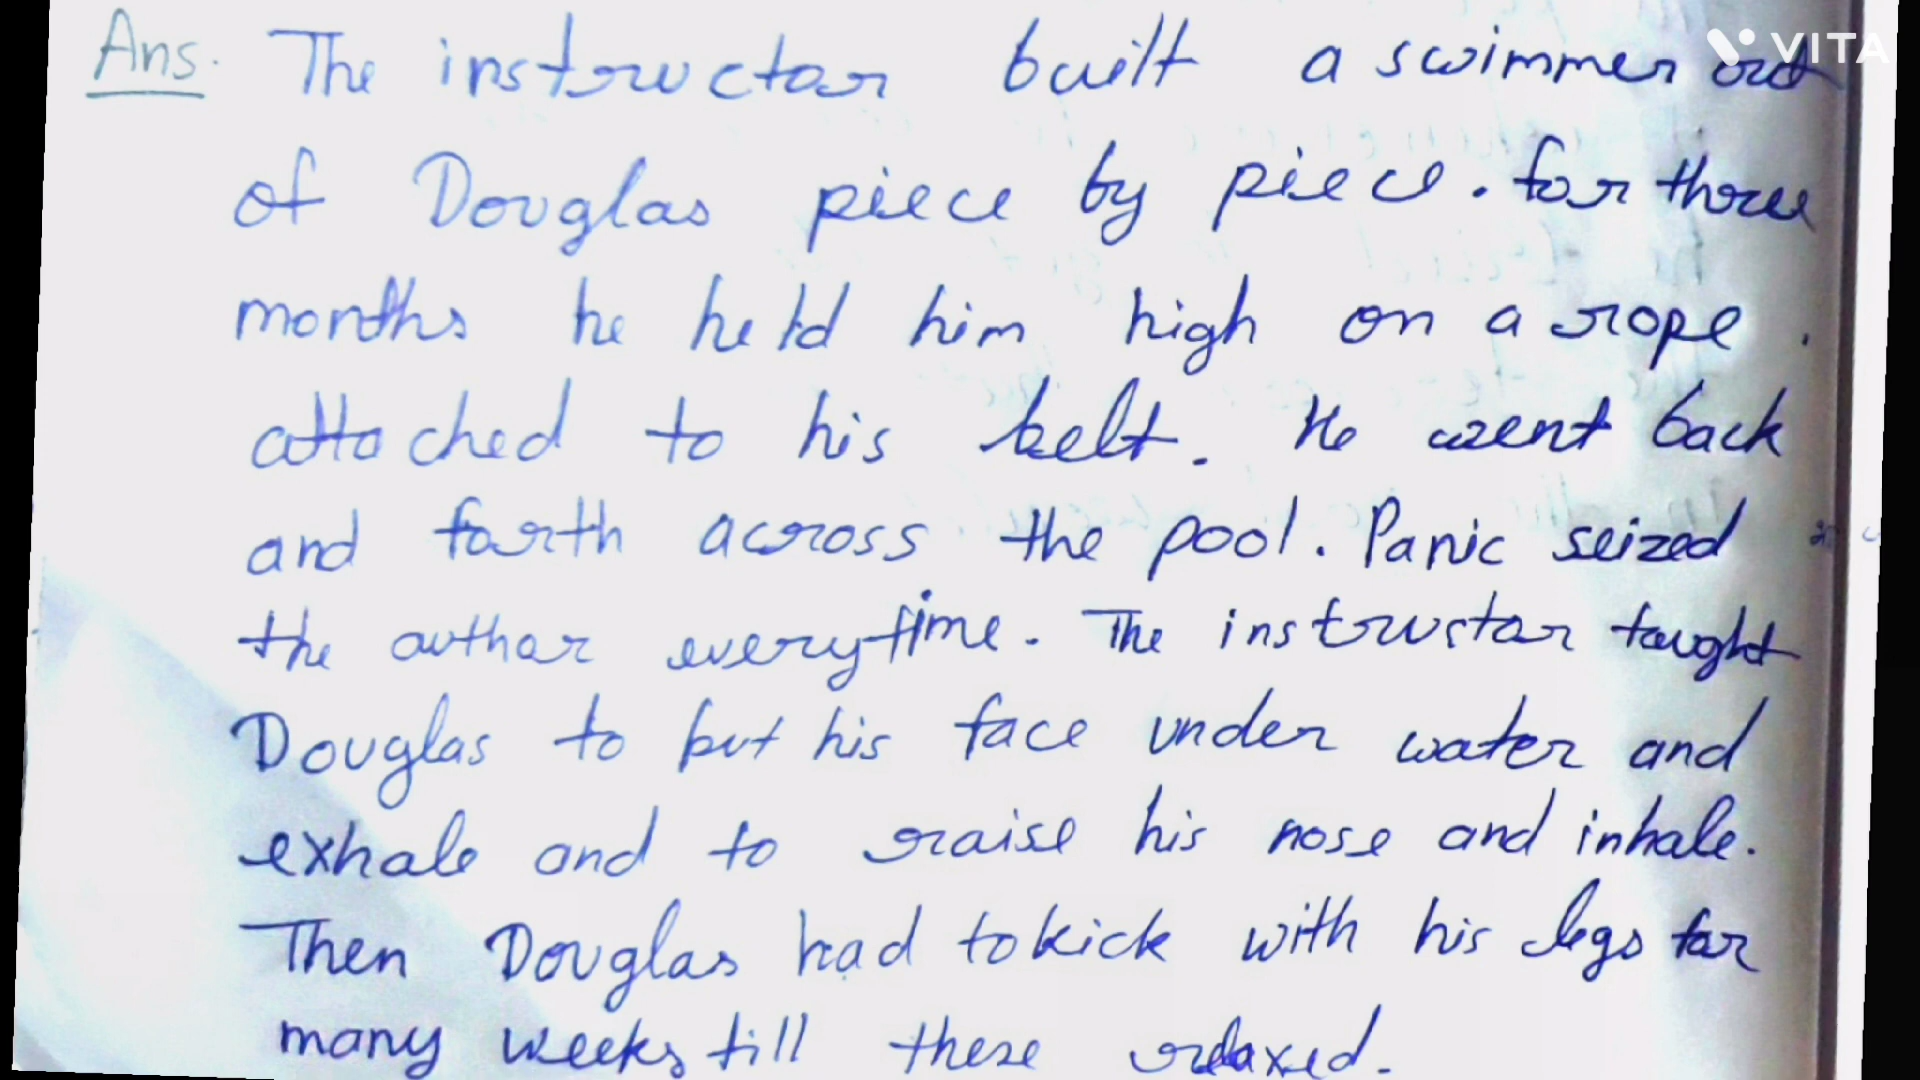 Ans. The instructor built a swimmer out
of Douglas piece by piece. for three
months he held him high on a rope
attached to his belt. He went back
and forth across the pool. Panic seized
the author everytime. The instructor taught
Douglas to put his face under water and
exhale and to raise his nose and inhale.
Then Douglas had to kick with his legs for
many weeks till these relaxed.
VITA